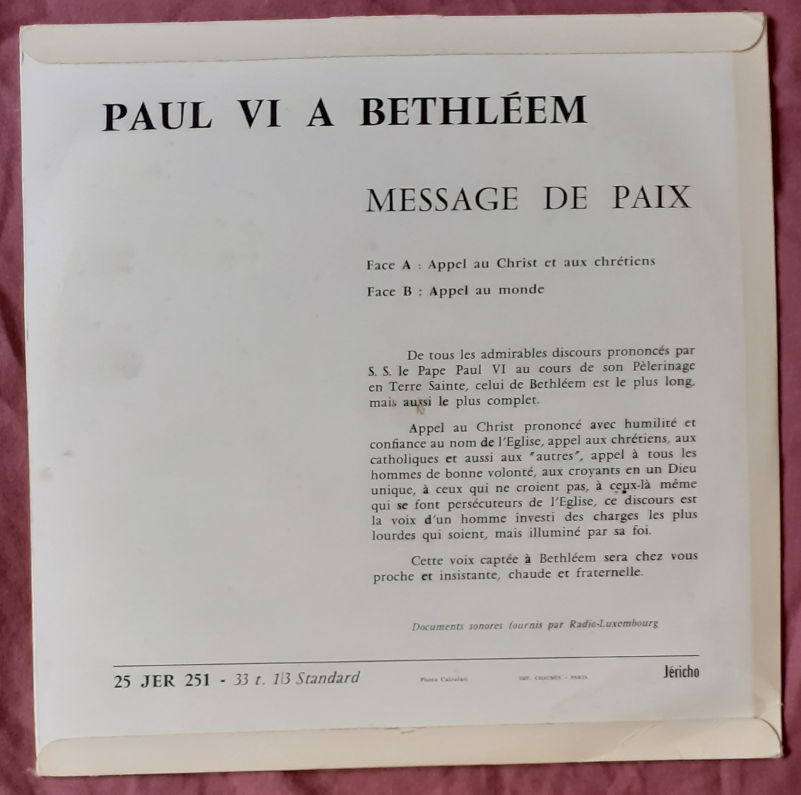 PAUL VI A BETHLÉEM
MESSAGE DE PAIX
Face A : Appel au Christ et aux chrétiens
Face B : Appel au monde
De tous les admirables discours prononcés par
S. S. le Pape Paul VI au cours de son Pèlerinage
en Terre Sainte, celui de Bethléem est le plus long,
mais aussi le plus complet.
Appel au Christ prononcé avec humilité et
confiance au nom de l'Eglise, appel aux chrétiens, aux
catholiques et aussi aux "autres", appel à tous les
hommes de bonne volonté, aux croyants en un Dieu
unique, à ceux qui ne croient pas, à ceux-là même
qui se font persécuteurs de l'Eglise, ce discours est
la voix d'un homme investi des charges les plus
lourdes qui soient, mais illuminé par sa foi.
Cette voix captée à Bethléem sera chez vous
proche et insistante, chaude et fraternelle.
Documents sonores fournis par Radio-Luxembourg
25 JER 251 - 33 t. 1/3 Standard
Photo
IMP. - PARIS
Jéricho